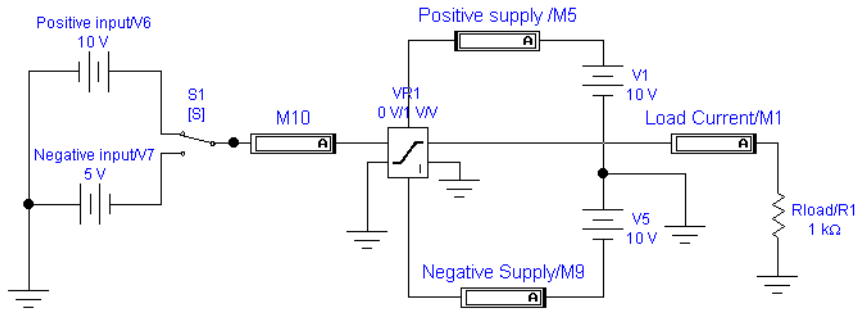 Positive supply /M5
Positive input/V6
10 V
S1
[S]
M10
A
VR1
0 V/1 V/V
A
V1
10 V
Load Current/M1
A
Negative input/V7
5 V
I
V5
10 V
Rload/R1
1 kΩ
Negative Supply/M9
A